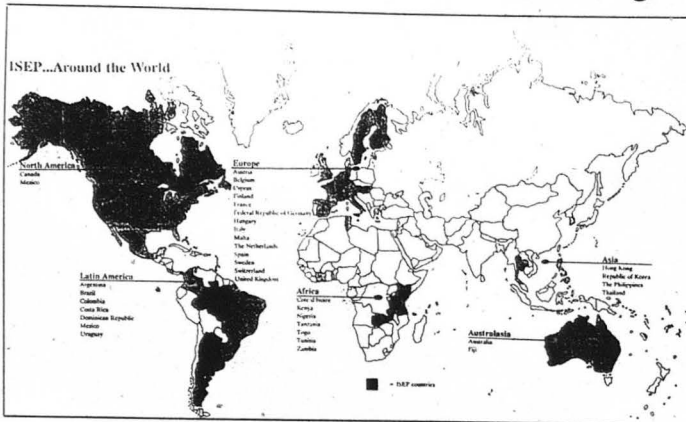 ISEP...Around the World
North America
Canada
Mexico
Europe
Austria
Belgium
Cyprus
Finland
France
Federal Republic of Germany
Hungary
Italy
Malta
The Netherlands
Spain
Sweden
Switzerland
United Kingdom
Latin America
Argentina
Brazil
Colombia
Costa Rica
Dominican Republic
Mexico
Uruguay
Africa
Cote d'Ivoire
Kenya
Nigeria
Tanzania
Togo
Tunisia
Zambia
Asia
Hong Kong
Republic of Korea
The Philippines
Thailand
Australasia
Australia
Fiji
= ISEP countries